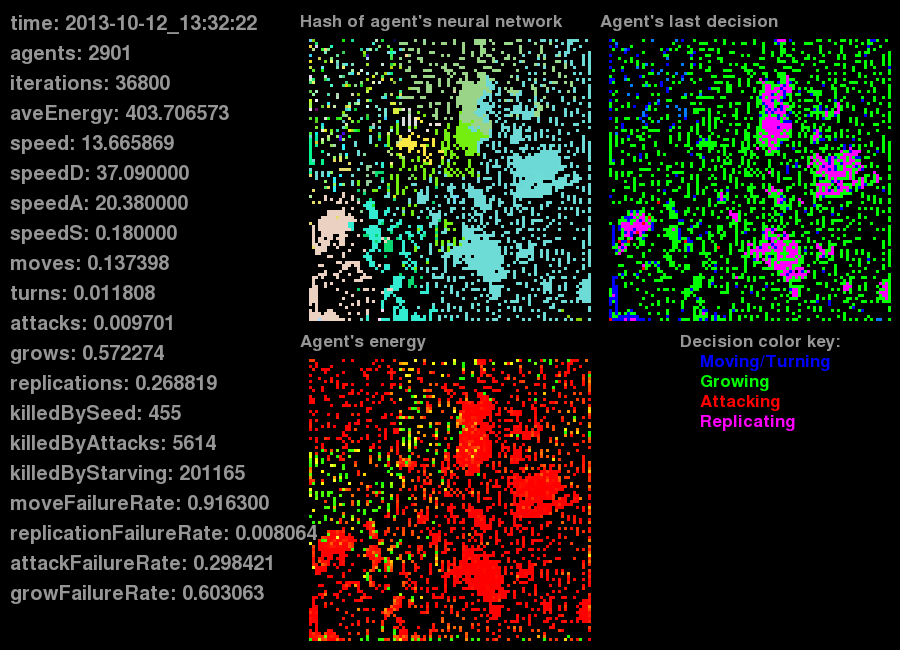 time: 2013-10-12_13:32:22
agents: 2901
iterations: 36800
aveEnergy: 403.706573
speed: 13.665869
speedD: 37.090000
speedA: 20.380000
speedS: 0.180000
moves: 0.137398
turns: 0.011808
attacks: 0.009701
grows: 0.572274
replications: 0.268819
killedBySeed: 455
killedByAttacks: 5614
killedByStarving: 201165
moveFailureRate: 0.916300
replicationFailureRate: 0.008064
attackFailureRate: 0.298421
growFailureRate: 0.603063
Hash of agent's neural network
Agent's last decision
Agent's energy
Decision color key:
Moving/Turning
Growing
Attacking
Replicating